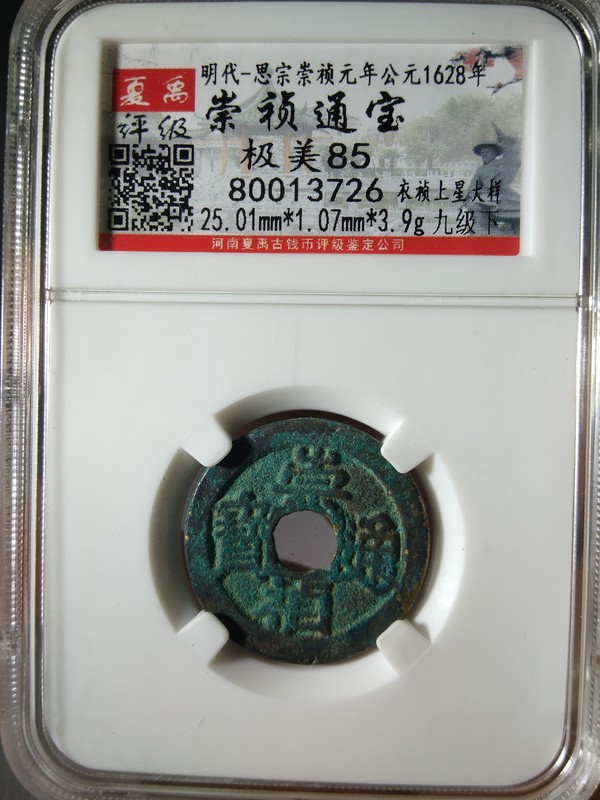 夏禹
评级
明代-思宗崇祯元年公元1628年
崇祯通宝
极美85
80013726 衣祯上星大样
25.01mm*1.07mm*3.9g 九级下
河南夏禹古钱币评级鉴定公司
崇禎通寶